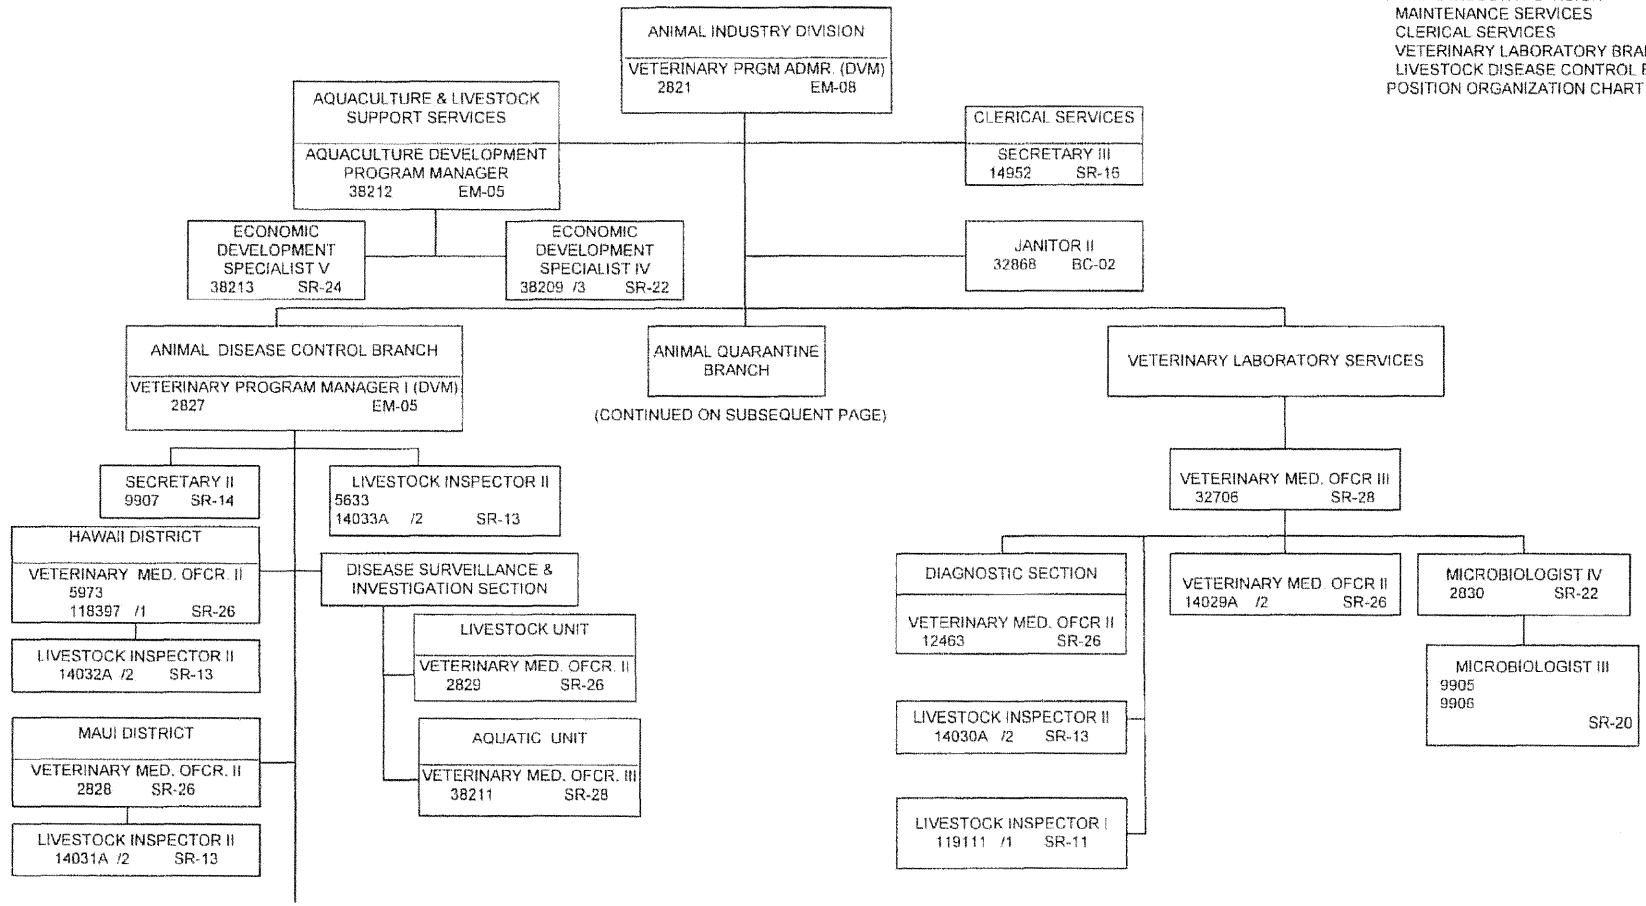 MAINTENANCE SERVICES
CLERICAL SERVICES
VETERINARY LABORATORY
LIVESTOCK DISEASE CONTROL
POSITION ORGANIZATION CHART
ANIMAL INDUSTRY DIVISION
VETERINARY PRGM ADMR. (DVM)
2821 EM-08
AQUACULTURE & LIVESTOCK
SUPPORT SERVICES
AQUACULTURE DEVELOPMENT
PROGRAM MANAGER
38212 EM-05
CLERICAL SERVICES
SECRETARY III
14952 SR-16
ECONOMIC
DEVELOPMENT
SPECIALIST V
38213 SR-24
ECONOMIC
DEVELOPMENT
SPECIALIST IV
38209 /3 SR-22
JANITOR II
32868 BC-02
ANIMAL DISEASE CONTROL BRANCH
VETERINARY PROGRAM MANAGER I (DVM)
2827 EM-05
ANIMAL QUARANTINE
BRANCH
(CONTINUED ON SUBSEQUENT PAGE)
VETERINARY LABORATORY SERVICES
SECRETARY II
9907 SR-14
LIVESTOCK INSPECTOR II
5633
14033A /2 SR-13
VETERINARY MED. OFCR III
32706 SR-28
HAWAII DISTRICT
VETERINARY MED. OFCR. II
5973
118397 /1 SR-26
LIVESTOCK INSPECTOR II
14032A /2 SR-13
DISEASE SURVEILLANCE &
INVESTIGATION SECTION
LIVESTOCK UNIT
VETERINARY MED. OFCR. II
2829 SR-26
AQUATIC UNIT
VETERINARY MED. OFCR. III
38211 SR-28
MAUI DISTRICT
VETERINARY MED. OFCR. II
2828 SR-26
LIVESTOCK INSPECTOR II
14031A /2 SR-13
DIAGNOSTIC SECTION
VETERINARY MED. OFCR II
12463 SR-26
VETERINARY MED. OFCR II
14029A /2 SR-26
MICROBIOLOGIST IV
2830 SR-22
MICROBIOLOGIST III
9905
9906
SR-20
LIVESTOCK INSPECTOR II
14030A /2 SR-13
LIVESTOCK INSPECTOR I
119111 /1 SR-11